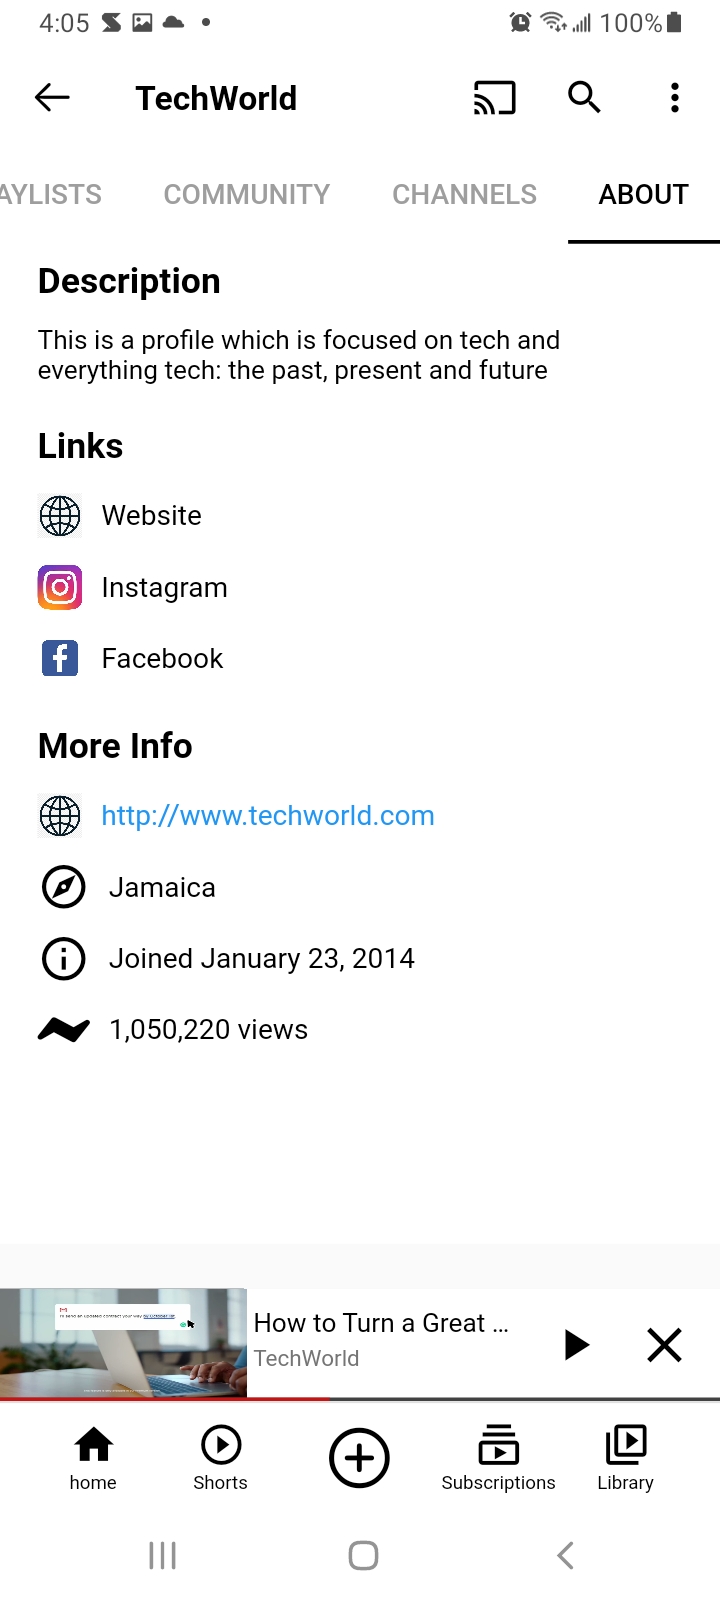 4:05 100%
TechWorld
AYLISTS COMMUNITY CHANNELS ABOUT
Description
This is a profile which is focused on tech and
everything tech: the past, present and future
Links
Website
Instagram
Facebook
More Info
http://www.techworld.com
Jamaica
Joined January 23, 2014
1,050,220 views
How to Turn a Great ...
TechWorld
home Shorts Subscriptions Library